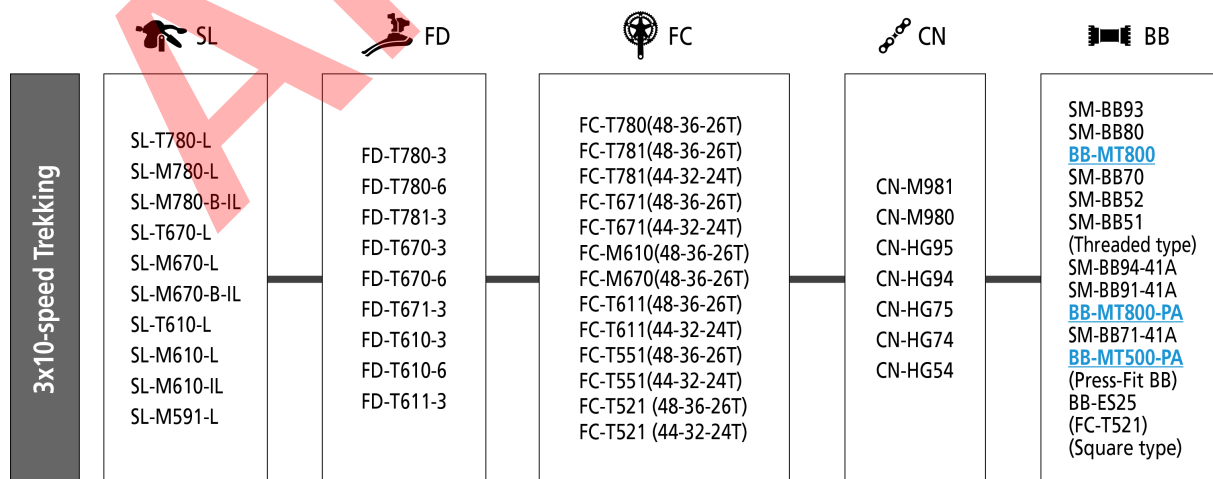 SL
FD
FC
CN
BB
3x10-speed Trekking
SL-T780-L
SL-M780-L
SL-M780-B-IL
SL-T670-L
SL-M670-L
SL-M670-B-IL
SL-T610-L
SL-M610-L
SL-M610-IL
SL-M591-L
FD-T780-3
FD-T780-6
FD-T781-3
FD-T670-3
FD-T670-6
FD-T671-3
FD-T610-3
FD-T610-6
FD-T611-3
FC-T780(48-36-26T)
FC-T781(48-36-26T)
FC-T781(44-32-24T)
FC-T671(48-36-26T)
FC-T671(44-32-24T)
FC-M610(48-36-26T)
FC-M670(48-36-26T)
FC-T611(48-36-26T)
FC-T611(44-32-24T)
FC-T551(48-36-26T)
FC-T551(44-32-24T)
FC-T521 (48-36-26T)
FC-T521 (44-32-24T)
CN-M981
CN-M980
CN-HG95
CN-HG94
CN-HG75
CN-HG74
CN-HG54
SM-BB93
SM-BB80
BB-MT800
SM-BB70
SM-BB52
SM-BB51
(Threaded type)
SM-BB94-41A
SM-BB91-41A
BB-MT800-PA
SM-BB71-41A
BB-MT500-PA
(Press-Fit BB)
BB-ES25
(FC-T521)
(Square type)